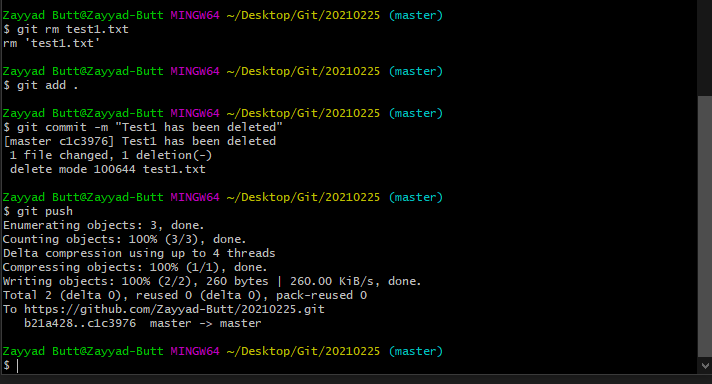 Zayyad Butt@Zayyad-Butt MINGW64 ~/Desktop/Git/20210225 (master)
$ git rm test1.txt
rm 'test1.txt'
Zayyad Butt@Zayyad-Butt MINGW64 ~/Desktop/Git/20210225 (master)
$ git add .
Zayyad Butt@Zayyad-Butt MINGW64 ~/Desktop/Git/20210225 (master)
$ git commit -m "Test1 has been deleted"
[master c1c3976] Test1 has been deleted
 1 file changed, 1 deletion(-)
 delete mode 100644 test1.txt
Zayyad Butt@Zayyad-Butt MINGW64 ~/Desktop/Git/20210225 (master)
$ git push
Enumerating objects: 3, done.
Counting objects: 100% (3/3), done.
Delta compression using up to 4 threads
Compressing objects: 100% (1/1), done.
Writing objects: 100% (2/2), 260 bytes | 260.00 KiB/s, done.
Total 2 (delta 0), reused 0 (delta 0), pack-reused 0
To https://github.com/Zayyad-Butt/20210225.git
   b21a428..c1c3976  master -> master
Zayyad Butt@Zayyad-Butt MINGW64 ~/Desktop/Git/20210225 (master)
$